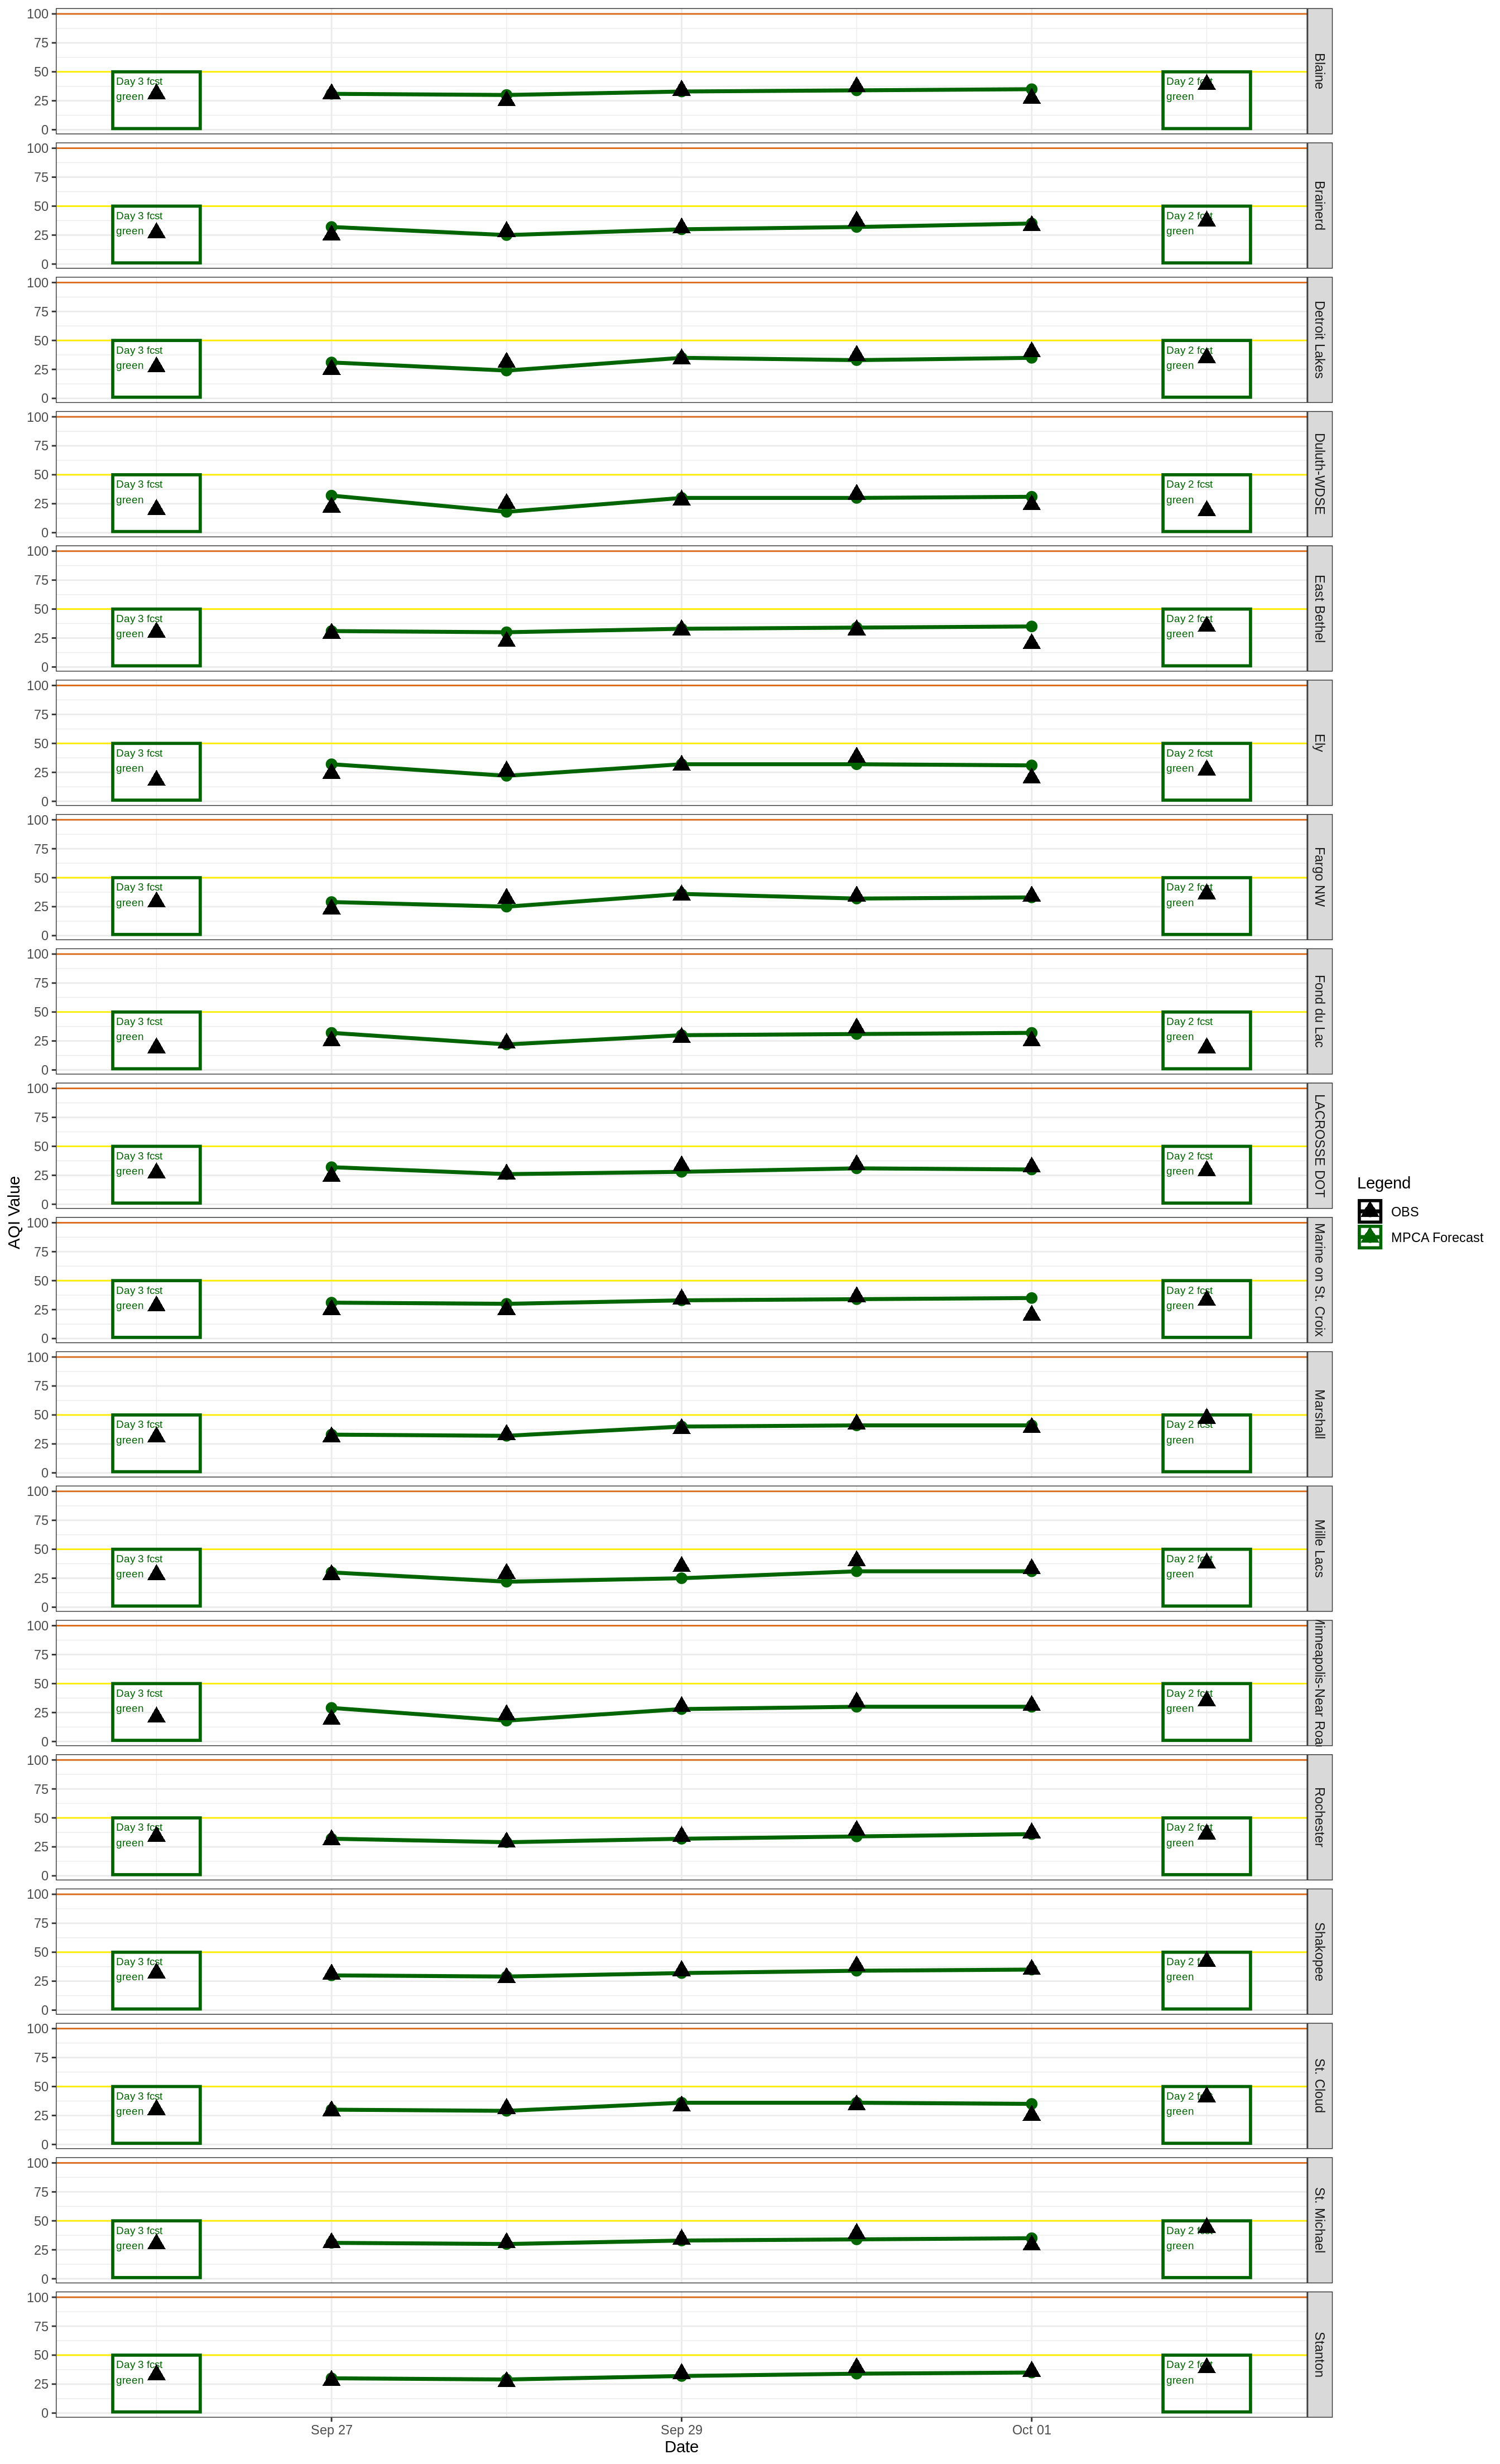 100
75
50
25
0
Day 3 fcst
green
Day 2 fcst
green
Blaine
100
75
50
25
0
Day 3 fcst
green
Day 2 fcst
green
Brainerd
100
75
50
25
0
Day 3 fcst
green
Day 2 fcst
green
Detroit Lakes
100
75
50
25
0
Day 3 fcst
green
Day 2 fcst
green
Duluth-WDSE
100
75
50
25
0
Day 3 fcst
green
Day 2 fcst
green
East Bethel
100
75
50
25
0
Day 3 fcst
green
Day 2 fcst
green
Ely
100
75
50
25
0
Day 3 fcst
green
Day 2 fcst
green
Fargo NW
100
75
50
25
0
Day 3 fcst
green
Day 2 fcst
green
Fond du Lac
100
75
50
25
0
Day 3 fcst
green
Day 2 fcst
green
LACROSSE DOT
100
75
50
25
0
Day 3 fcst
green
Day 2 fcst
green
Marine on St. Croix
100
75
50
25
0
Day 3 fcst
green
Day 2 fcst
green
Marshall
100
75
50
25
0
Day 3 fcst
green
Day 2 fcst
green
Mille Lacs
100
75
50
25
0
Day 3 fcst
green
Day 2 fcst
green
Minneapolis-Near Road
100
75
50
25
0
Day 3 fcst
green
Day 2 fcst
green
Rochester
100
75
50
25
0
Day 3 fcst
green
Day 2 fcst
green
Shakopee
100
75
50
25
0
Day 3 fcst
green
Day 2 fcst
green
St. Cloud
100
75
50
25
0
Day 3 fcst
green
Day 2 fcst
green
St. Michael
100
75
50
25
0
Day 3 fcst
green
Day 2 fcst
green
Stanton
Sep 27
Sep 29
Oct 01
Date
AQI Value
Legend
OBS
MPCA Forecast